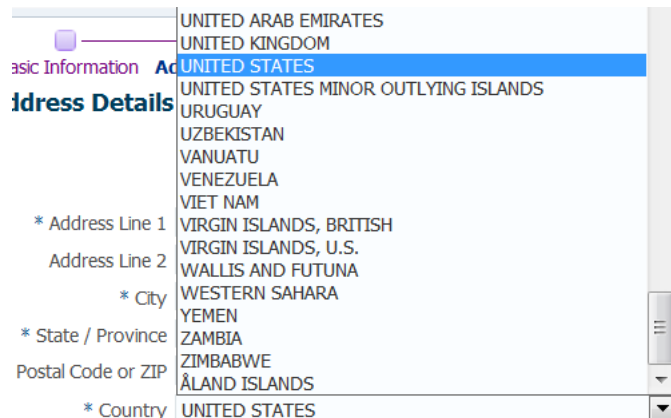 UNITED ARAB EMIRATES
UNITED KINGDOM
asic Information Ad
UNITED STATES
UNITED STATES MINOR OUTLYING ISLANDS
ddress Details
URUGUAY
UZBEKISTAN
VANUATU
VENEZUELA
VIET NAM
* Address Line 1
VIRGIN ISLANDS, BRITISH
VIRGIN ISLANDS, U.S.
Address Line 2
WALLIS AND FUTUNA
* City
WESTERN SAHARA
YEMEN
* State / Province
ZAMBIA
ZIMBABWE
Postal Code or ZIP
ÅLAND ISLANDS
* Country UNITED STATES